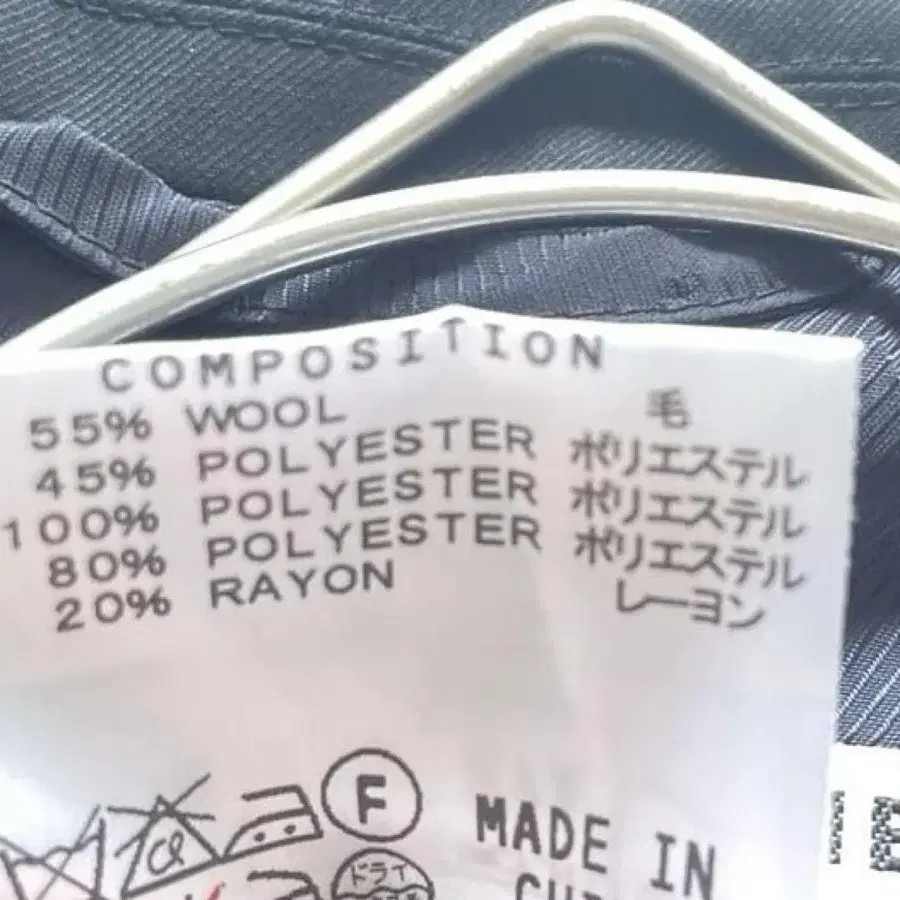 COMPOSITION
55% WOOL 毛
45% POLYESTER ポリエステル
100% POLYESTER ポリエステル
80% POLYESTER ポリエステル
20% RAYON レーヨン
F
MADE IN
ドライ